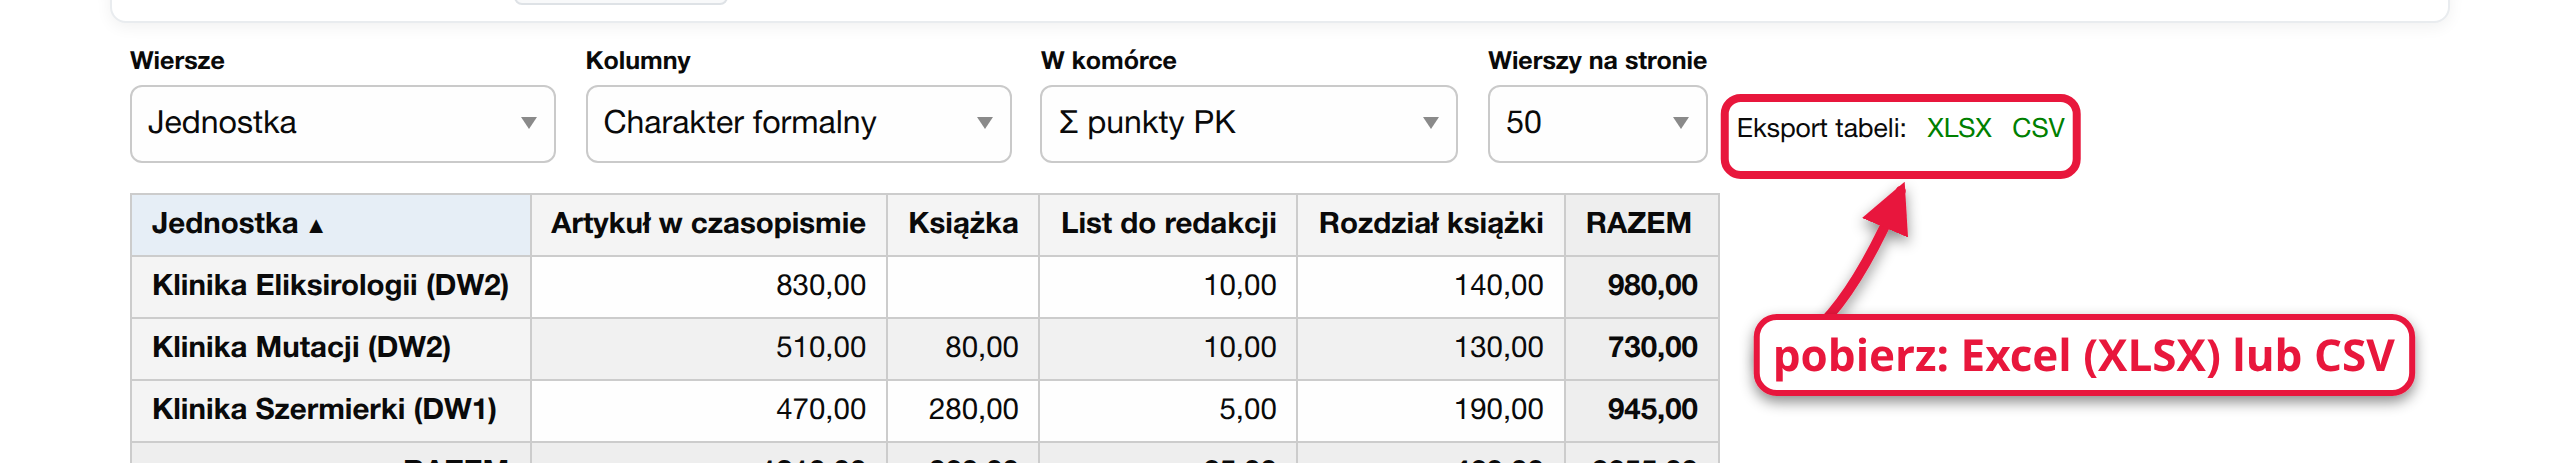 Wiersze Kolumny W komórce Wierszy na stronie
Jednostka Charakter formalny Σ punkty PK 50 Eksport tabeli: XLSX CSV
Jednostka ▲ Artykuł w czasopismie Książka List do redakcji Rozdział książki RAZEM
Klinika Eliksirologii (DW2) 830,00 10,00 140,00 980,00
Klinika Mutacji (DW2) 510,00 80,00 10,00 130,00 730,00
pobierz: Excel (XLSX) lub CSV
Klinika Szermierki (DW1) 470,00 280,00 5,00 190,00 945,00